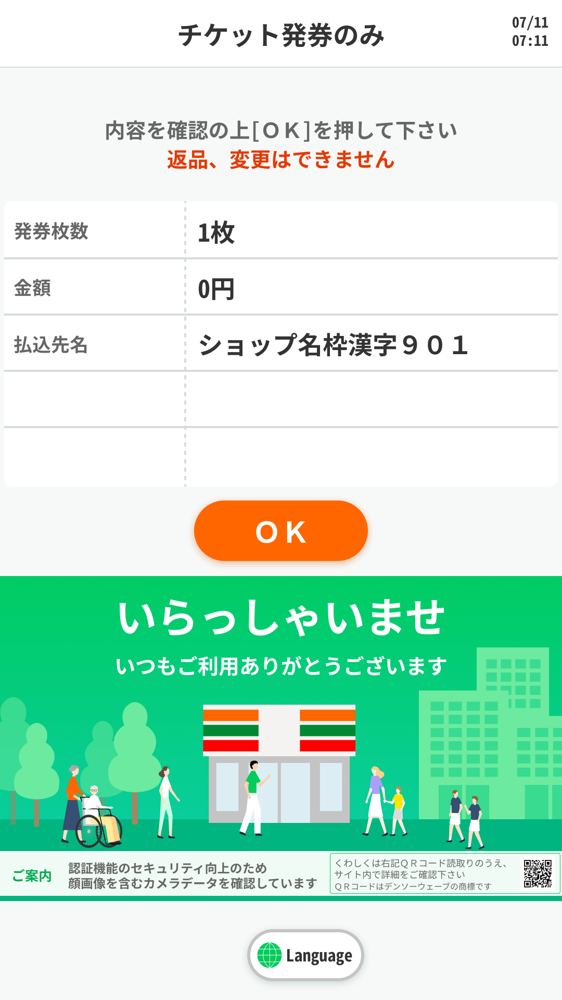 チケット発券のみ
07/11
07:11
内容を確認の上[ＯＫ]を押して下さい
返品、変更はできません
発券枚数
1枚
金額
0円
払込先名
ショップ名枠漢字９０１
ＯＫ
いらっしゃいませ
いつもご利用ありがとうございます
ご案内
認証機能のセキュリティ向上のため
顔画像を含むカメラデータを確認しています
くわしくは右記ＱＲコード読取りのうえ、
サイト内で詳細をご確認下さい
ＱＲコードはデンソーウェーブの商標です
Language